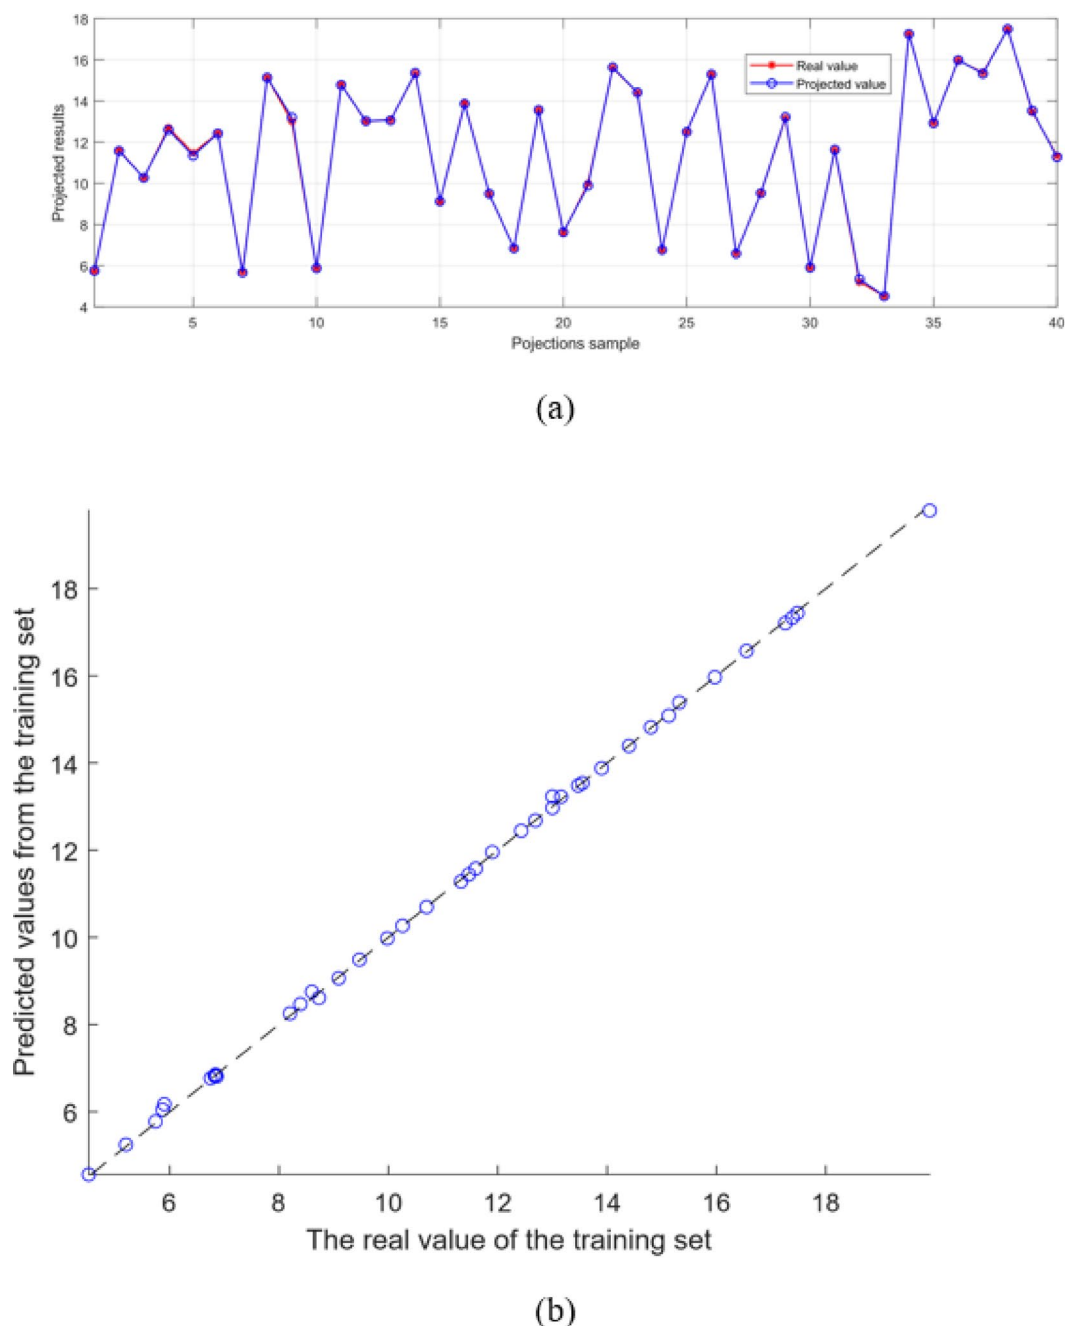 18
16
14
12
10
8
6
4
Projected results
Real value
Projected value
5 10 15 20 25 30 35 40
Pojections sample
(a)
18
16
14
12
10
8
6
Predicted values from the training set
6 8 10 12 14 16 18
The real value of the training set
(b)